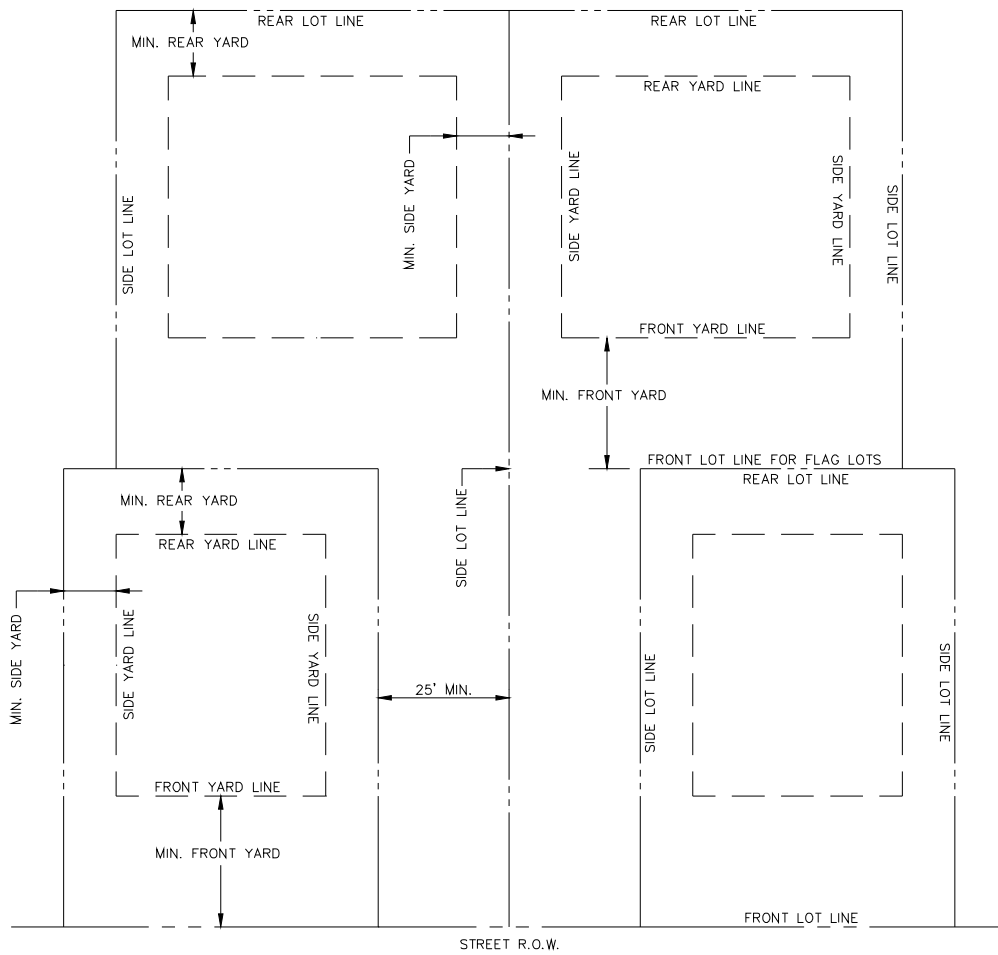 REAR LOT LINE
REAR LOT LINE
MIN. REAR YARD
REAR YARD LINE
MIN. SIDE YARD
SIDE YARD LINE
SIDE YARD LINE
SIDE LOT LINE
SIDE LOT LINE
FRONT YARD LINE
MIN. FRONT YARD
FRONT LOT LINE FOR FLAG LOTS
REAR LOT LINE
MIN. REAR YARD
REAR YARD LINE
SIDE LOT LINE
MIN. SIDE YARD
SIDE YARD LINE
SIDE YARD LINE
25' MIN.
SIDE LOT LINE
SIDE LOT LINE
FRONT YARD LINE
MIN. FRONT YARD
FRONT LOT LINE
STREET R.O.W.